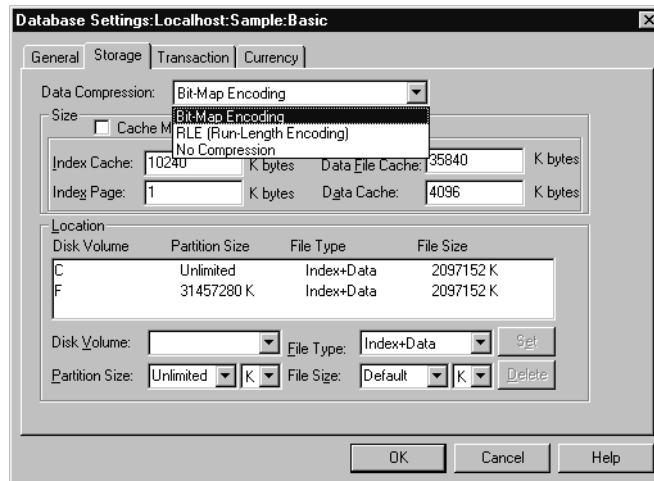 Database Settings:Localhost:Sample:Basic
General Storage Transaction Currency
Data Compression: Bit-Map Encoding
Bit-Map Encoding
RLE (Run-Length Encoding)
No Compression
Size
Cache M
Index Cache: 10240 K bytes Data File Cache: 35840 K bytes
Index Page: 1 K bytes Data Cache: 4096 K bytes
Location
Disk Volume Partition Size File Type File Size
C Unlimited Index+Data 2097152 K
F 31457280 K Index+Data 2097152 K
Disk Volume: File Type: Index+Data Set
Partition Size: Unlimited K File Size: Default K Delete
OK Cancel Help